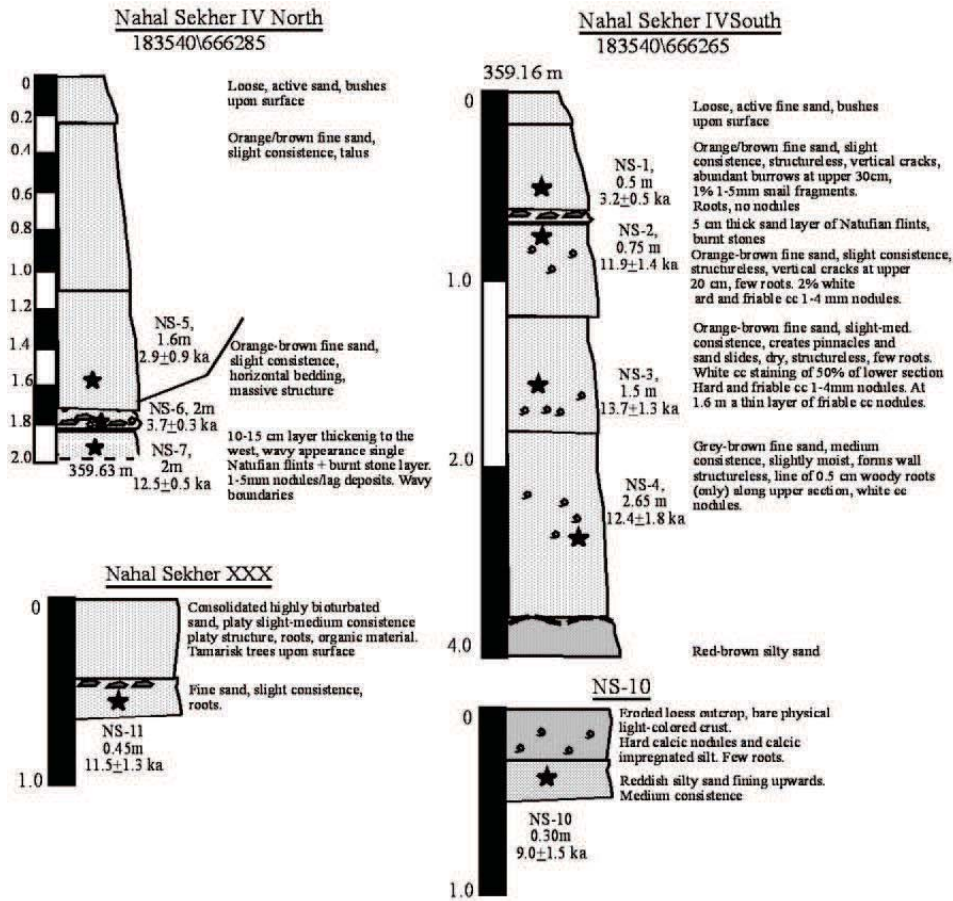 Nahal Sekher IV North
183540\666285
0
0.2
0.4
0.6
0.8
1.0
1.2
1.4
1.6
1.8
2.0
Loose, active sand, bushes
upon surface
Orange/brown fine sand,
slight consistence, talus
NS-5,
1.6m
2.9±0.9 ka
Orange-brown fine sand,
slight consistence,
horizontal bedding,
massive structure
NS-6, 2m
3.7±0.3 ka
NS-7,
2m
12.5±0.5 ka
359.63 m
10-15 cm layer thickenig to the
west, wavy appearance single
Natufian flints + burnt stone layer.
1-5mm nodules/lag deposits. Wavy
boundaries
Nahal Sekher IVSouth
183540\666265
359.16 m
0
1.0
2.0
4.0
Loose, active fine sand, bushes
upon surface
NS-1,
0.5 m
3.2±0.5 ka
Orange/brown fine sand, slight
consistence, structureless, vertical cracks,
abundant burrows at upper 30cm,
1% 1-5mm snail fragments.
Roots, no nodules
5 cm thick sand layer of Natufian flints,
burnt stones
NS-2,
0.75 m
11.9±1.4 ka
Orange-brown fine sand, slight consistence,
structureless, vertical cracks at upper
20 cm, few roots. 2% white
ard and friable cc 1-4 mm nodules.
NS-3,
1.5 m
13.7±1.3 ka
Orange-brown fine sand, slight-med.
consistence, creates pinnacles and
sand slides, dry, structureless, few roots.
White cc staining of 50% of lower section
Hard and friable cc 1-4mm nodules. At
1.6 m a thin layer of friable cc nodules.
NS-4,
2.65 m
12.4±1.8 ka
Grey-brown fine sand, medium
consistence, slightly moist, forms wall
structureless, line of 0.5 cm woody roots
(only) along upper section, white cc
nodules.
Red-brown silty sand
Nahal Sekher XXX
0
1.0
Consolidated highly bioturbated
sand, platy slight-medium consistence
platy structure, roots, organic material.
Tamarisk trees upon surface
Fine sand, slight consistence,
roots.
NS-11
0.45m
11.5±1.3 ka
NS-10
0
1.0
Eroded loess outcrop, bare physical
light-colored crust.
Hard calcic nodules and calcic
impregnated silt. Few roots.
Reddish silty sand fining upwards.
Medium consistence
NS-10
0.30m
9.0±1.5 ka